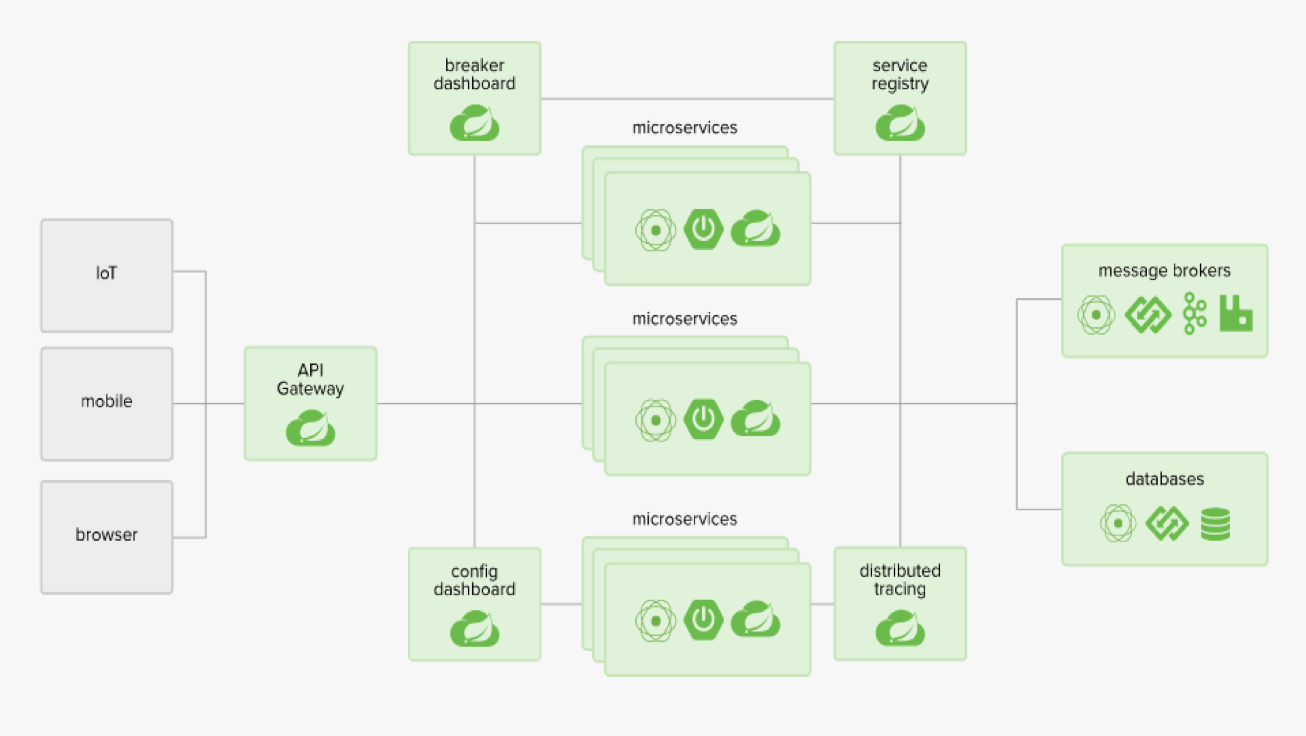 breaker
dashboard
service
registry
microservices
IoT
mobile
browser
API
Gateway
microservices
message brokers
databases
microservices
config
dashboard
distributed
tracing